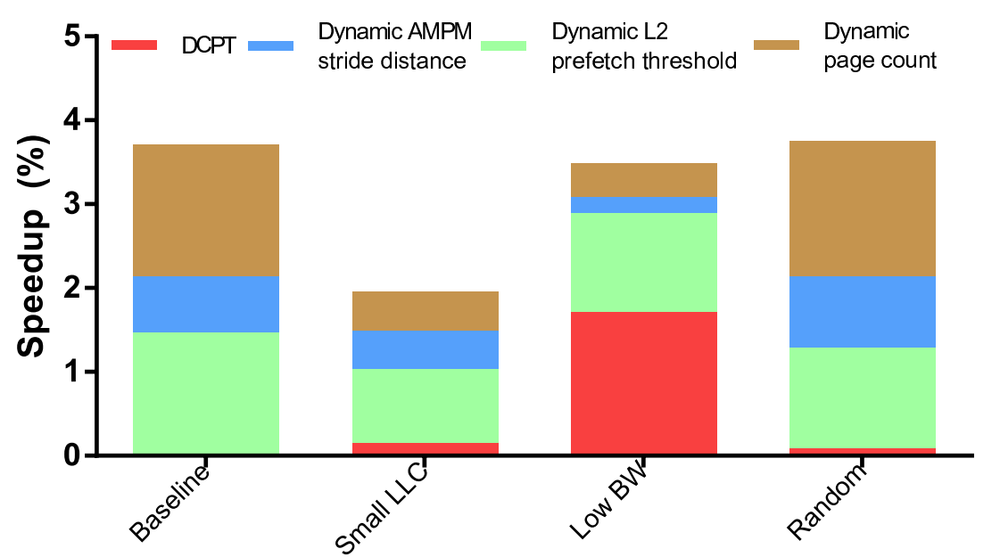 5
DCPT
Dynamic AMPM
stride distance
Dynamic L2
prefetch threshold
Dynamic
page count
4
3
2
1
0
Speedup (%)
Baseline
Small LLC
Low BW
Random